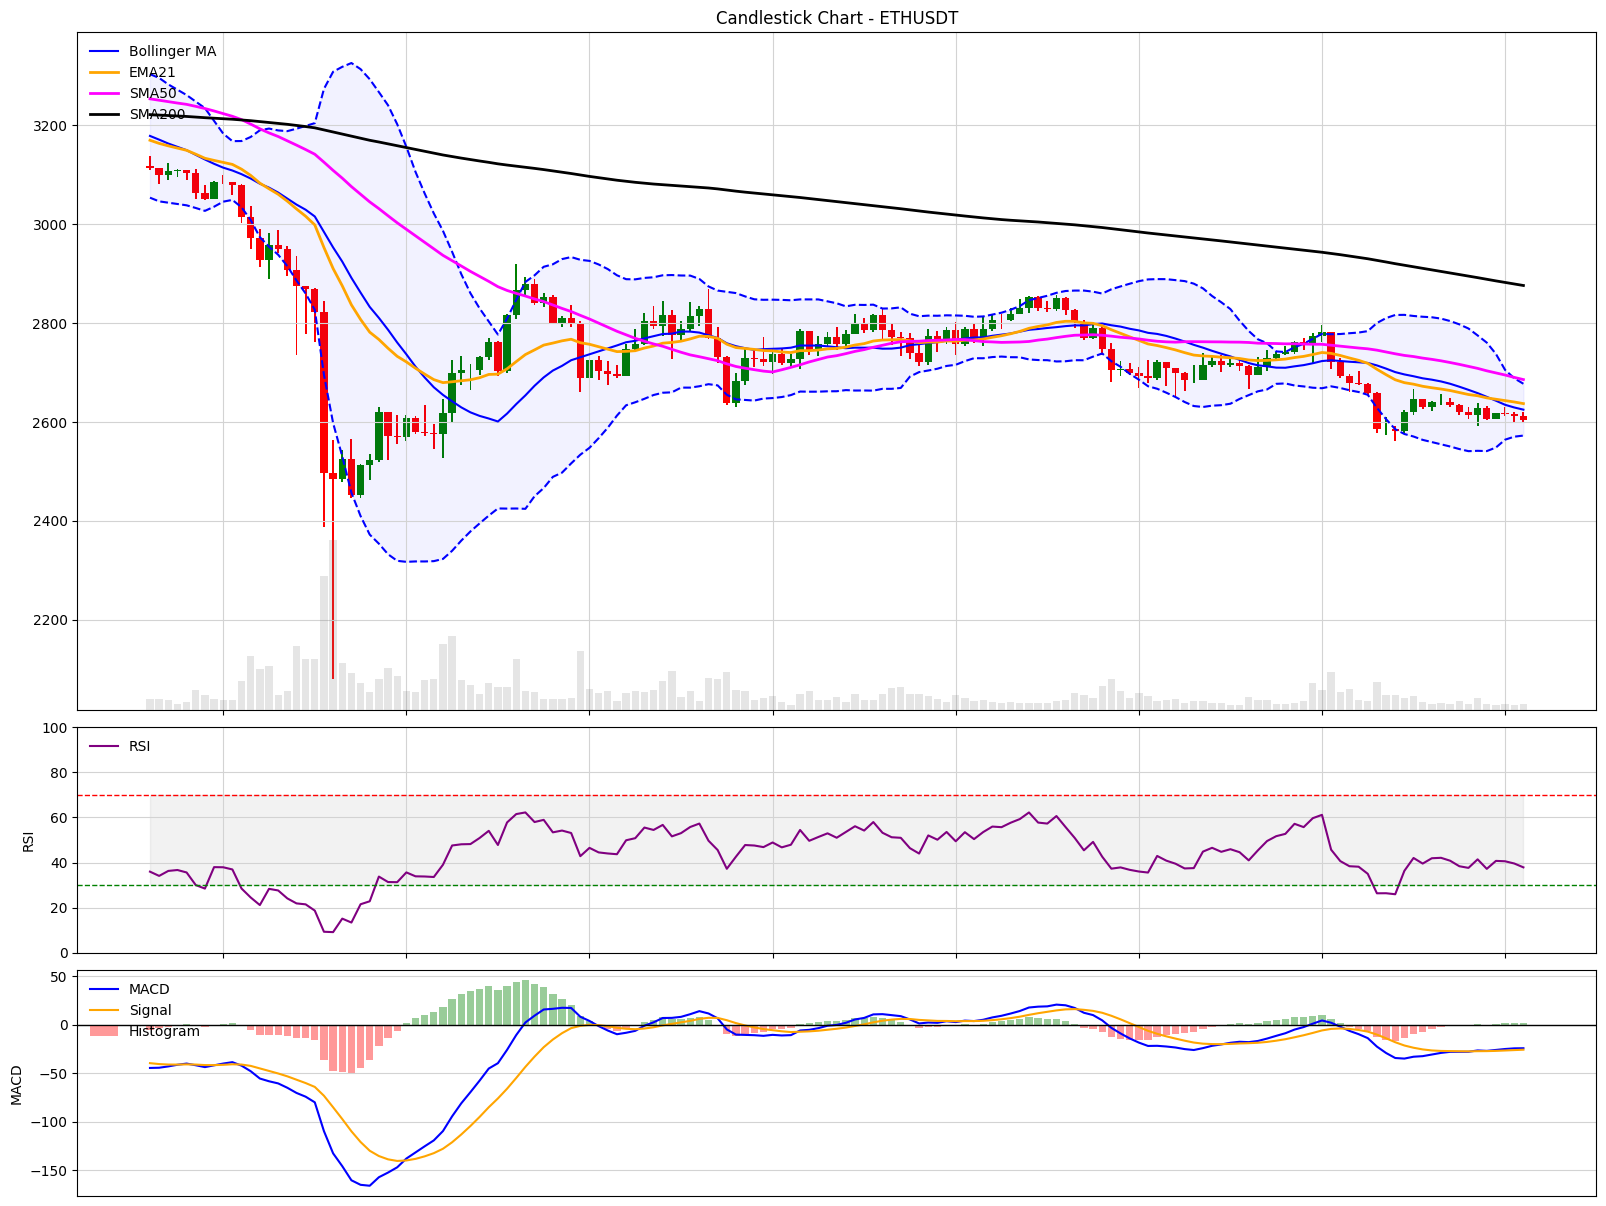 Candlestick Chart - ETHUSDT
Bollinger MA
EMA21
SMA50
SMA200
3200
3000
2800
2600
2400
2200
RSI
100
80
60
40
20
0
RSI
MACD
Signal
Histogram
50
0
−50
−100
−150
MACD